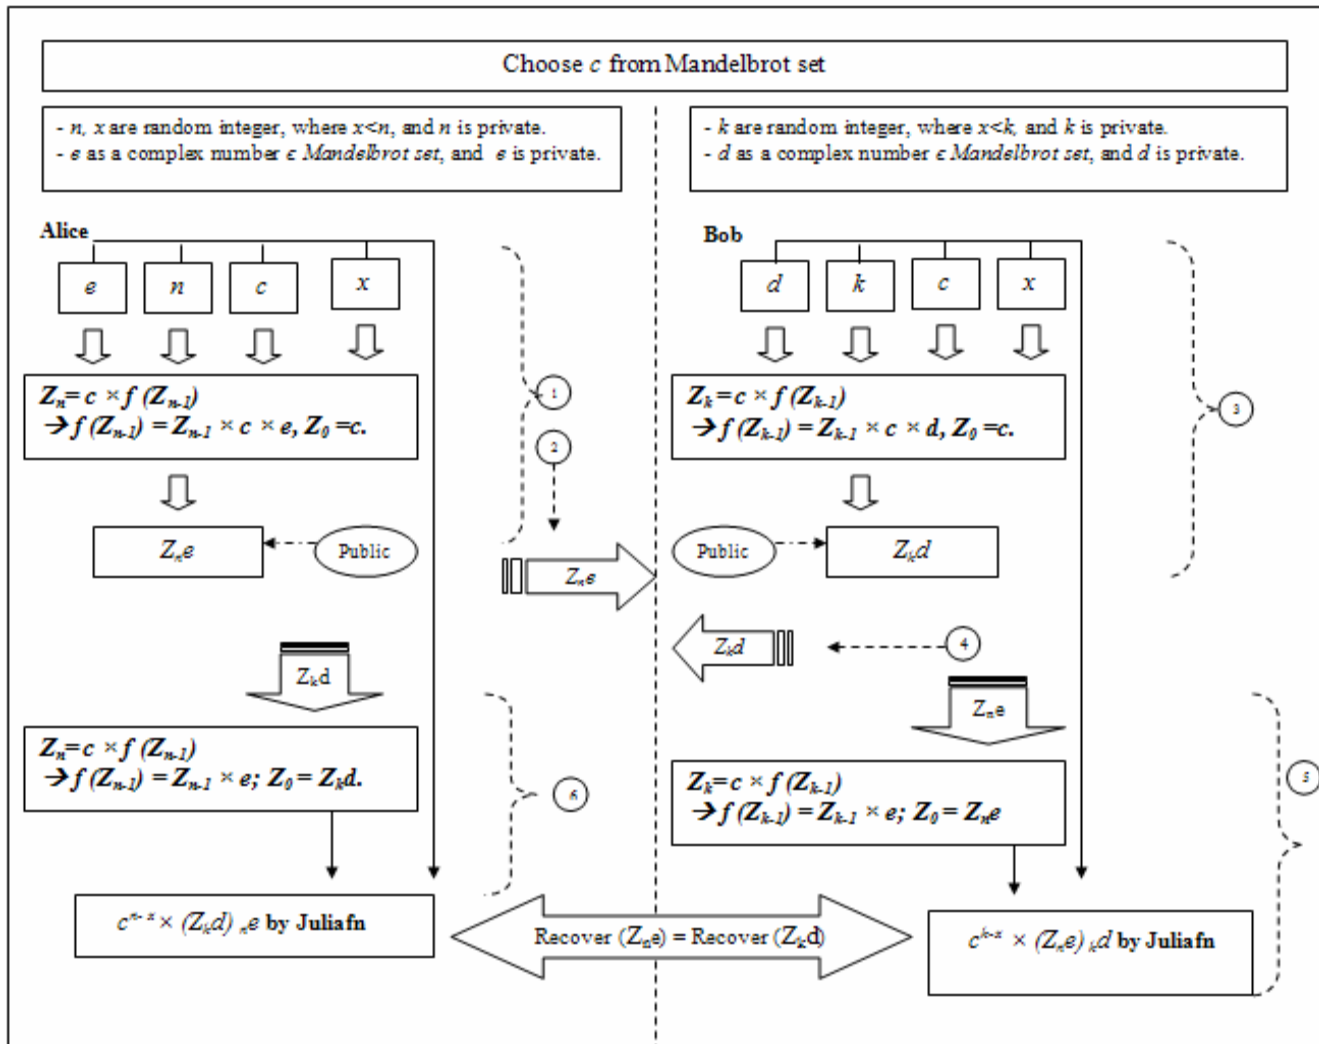 Choose c from Mandelbrot set
- n, x are random integer, where x<n, and n is private.
- e as a complex number ε Mandelbrot set, and e is private.
- k are random integer, where x<k, and k is private.
- d as a complex number ε Mandelbrot set, and d is private.
Alice
e
n
c
x
Bob
d
k
c
x
Zn= c × f (Zn-1)
→ f (Zn-1) = Zn-1 × c × e, Z0 =c.
1
2
Zk= c × f (Zk-1)
→ f (Zk-1) = Zk-1 × c × d, Z0 =c.
3
Zne
Public
Zne
Public
Zkd
Zkd
4
Zkd
Zne
Zn= c × f (Zn-1)
→ f (Zn-1) = Zn-1 × e; Z0 = Zkd.
6
Zk= c × f (Zk-1)
→ f (Zk-1) = Zk-1 × e; Z0 = Zne
5
c^n-x × (Zkd) ne by Juliafn
Recover (Zne) = Recover (Zkd)
c^k-x × (Zne) kd by Juliafn